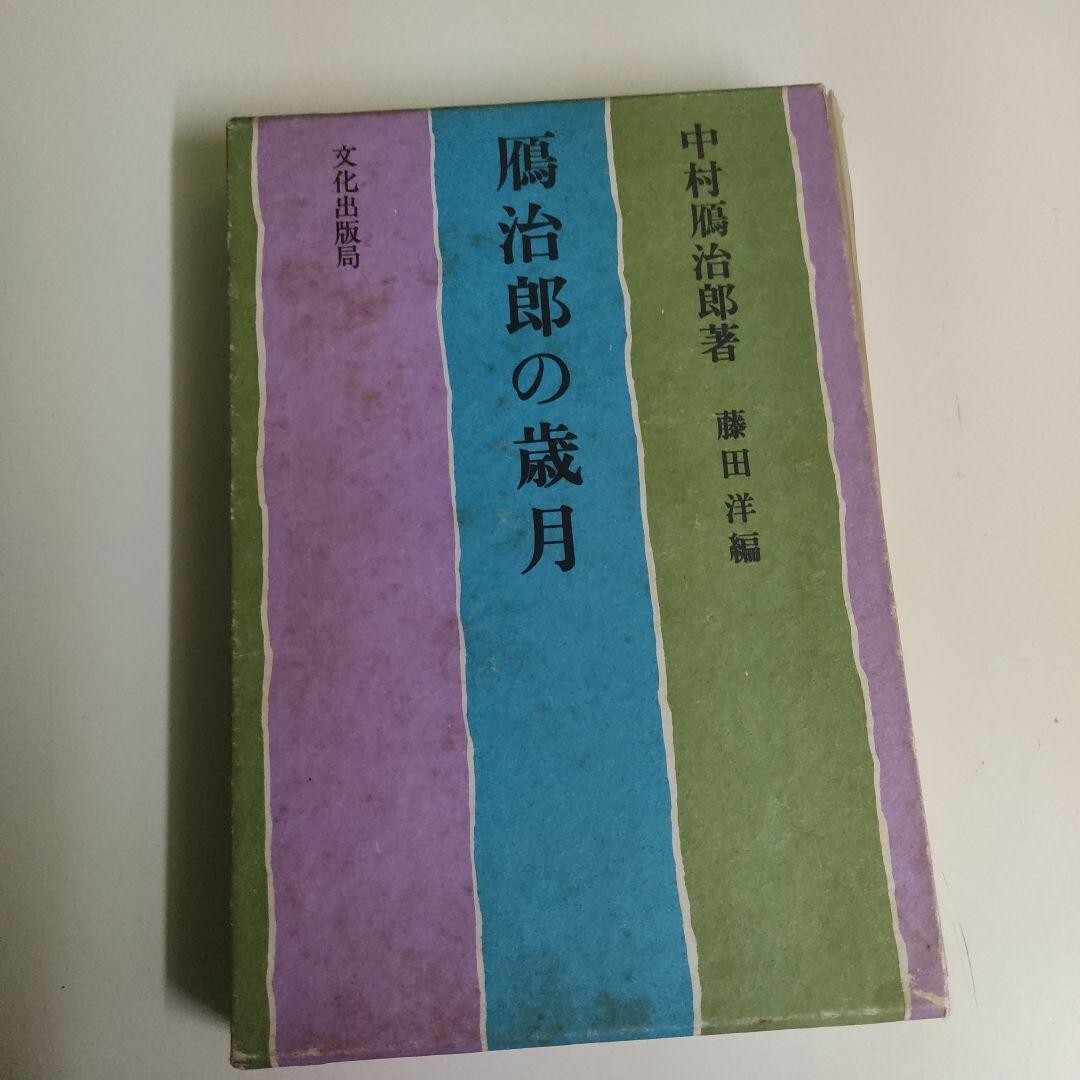 中村鴈治郎著 藤田洋編
鴈治郎の歳月
文化出版局